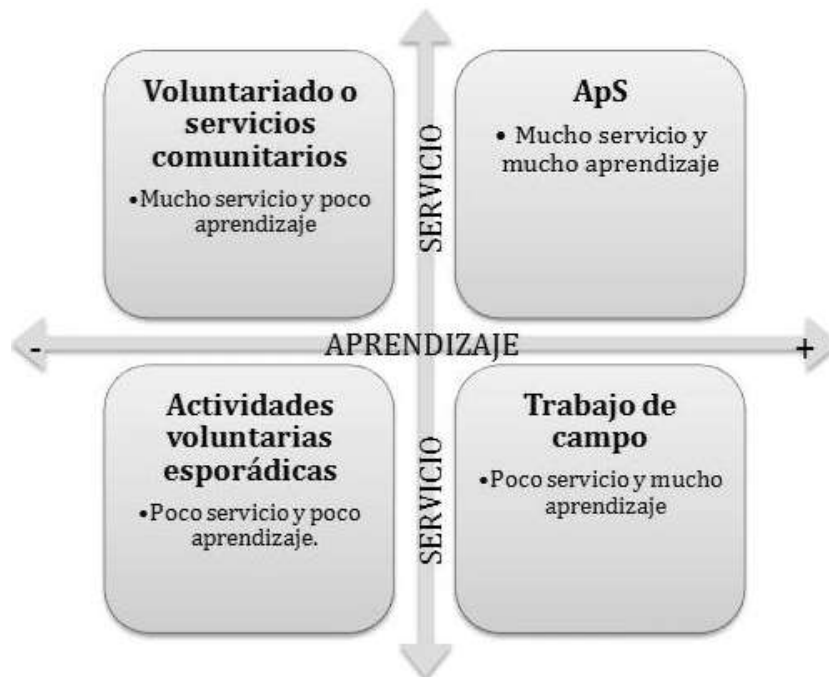 Voluntariado o
servicios
comunitarios
•Mucho servicio y poco
aprendizaje
SERVICIO
ApS
• Mucho servicio y
mucho aprendizaje
-
APRENDIZAJE
+
Actividades
voluntarias
esporádicas
•Poco servicio y poco
aprendizaje.
SERVICIO
Trabajo de
campo
•Poco servicio y mucho
aprendizaje